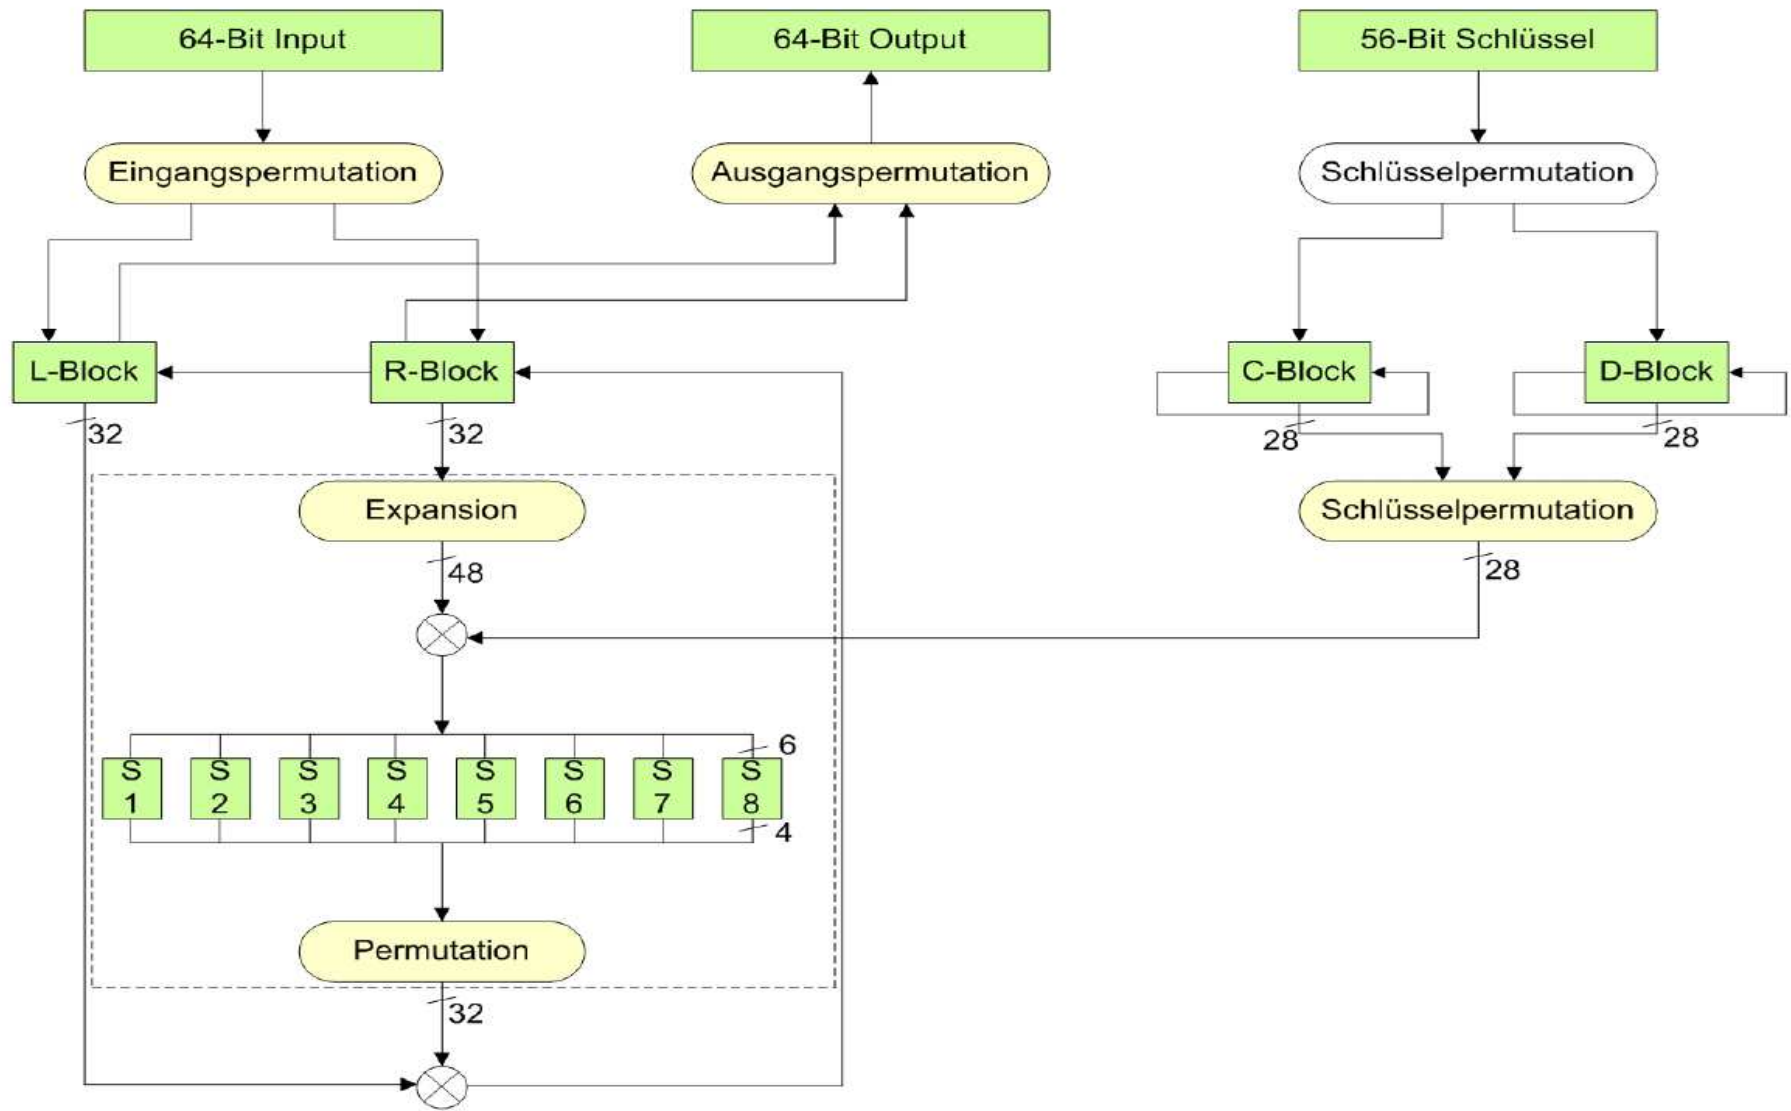 64-Bit Input
64-Bit Output
56-Bit Schlüssel
Eingangspermutation
Ausgangspermutation
Schlüsselpermutation
L-Block
R-Block
C-Block
D-Block
32
32
28
28
Expansion
Schlüsselpermutation
48
28
6
S 1
S 2
S 3
S 4
S 5
S 6
S 7
S 8
4
Permutation
32